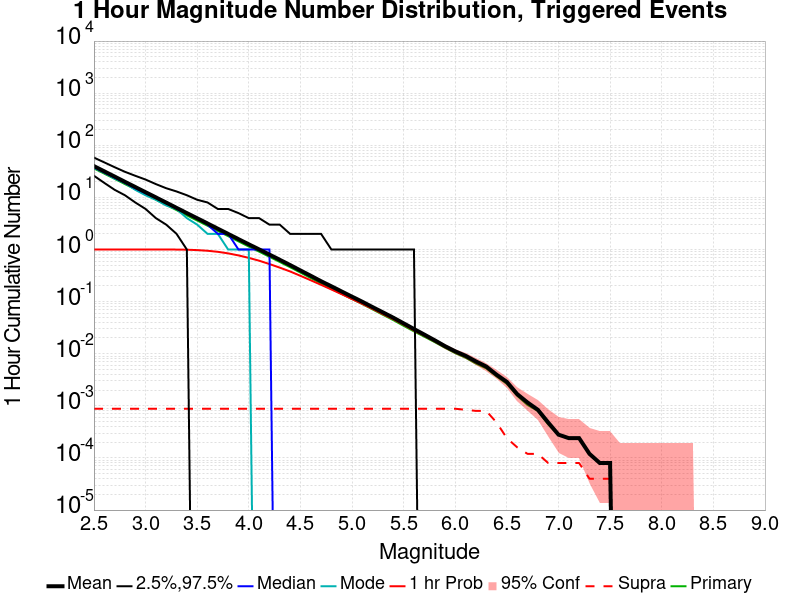 1 Hour Magnitude Number Distribution, Triggered Events
1 Hour Cumulative Number
10^4
10^3
10^2
10^1
10^0
10^-1
10^-2
10^-3
10^-4
10^-5
2.5 3.0 3.5 4.0 4.5 5.0 5.5 6.0 6.5 7.0 7.5 8.0 8.5 9.0
Magnitude
Mean 2.5%,97.5% Median Mode 1 hr Prob 95% Conf Supra Primary